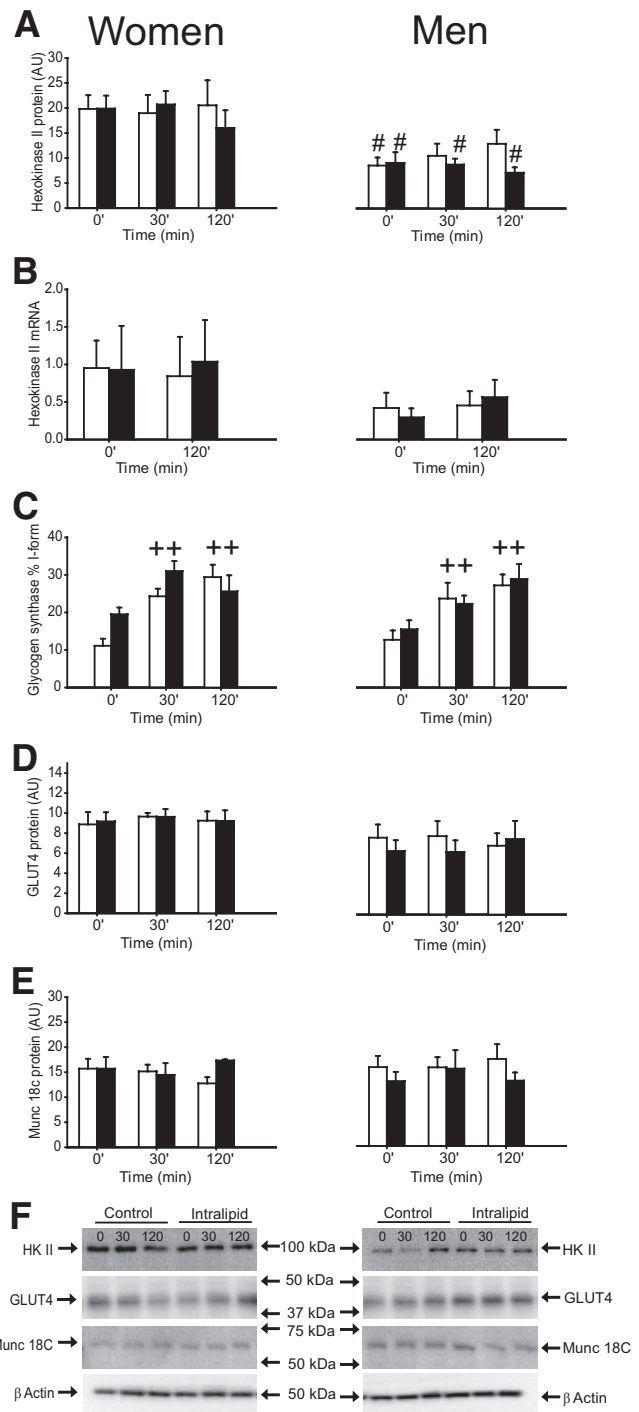 A Women Men
Hexokinase II protein (AU)
30
25
20
15
10
5
0
# # # #
0' 30' 120' 0' 30' 120'
Time (min) Time (min)
B
Hexokinase II mRNA
2.0
1.5
1.0
0.5
0.0
0' 120' 0' 120'
Time (min) Time (min)
C
Glycogen synthase % I-form
40
30
20
10
0
++ ++ ++ ++
0' 30' 120' 0' 30' 120'
Time (min) Time (min)
D
GLUT4 protein (AU)
14
12
10
8
6
4
2
0
0' 30' 120' 0' 30' 120'
Time (min) Time (min)
E
Munc 18c protein (AU)
30
25
20
15
10
5
0
0' 30' 120' 0' 30' 120'
Time (min) Time (min)
F Control Intralipid Control Intralipid
0 30 120 0 30 120 0 30 120 0 30 120
HK II 100 kDa HK II
50 kDa
GLUT4 GLUT4
37 kDa
75 kDa
Munc 18C Munc 18C
50 kDa
β Actin 50 kDa β Actin